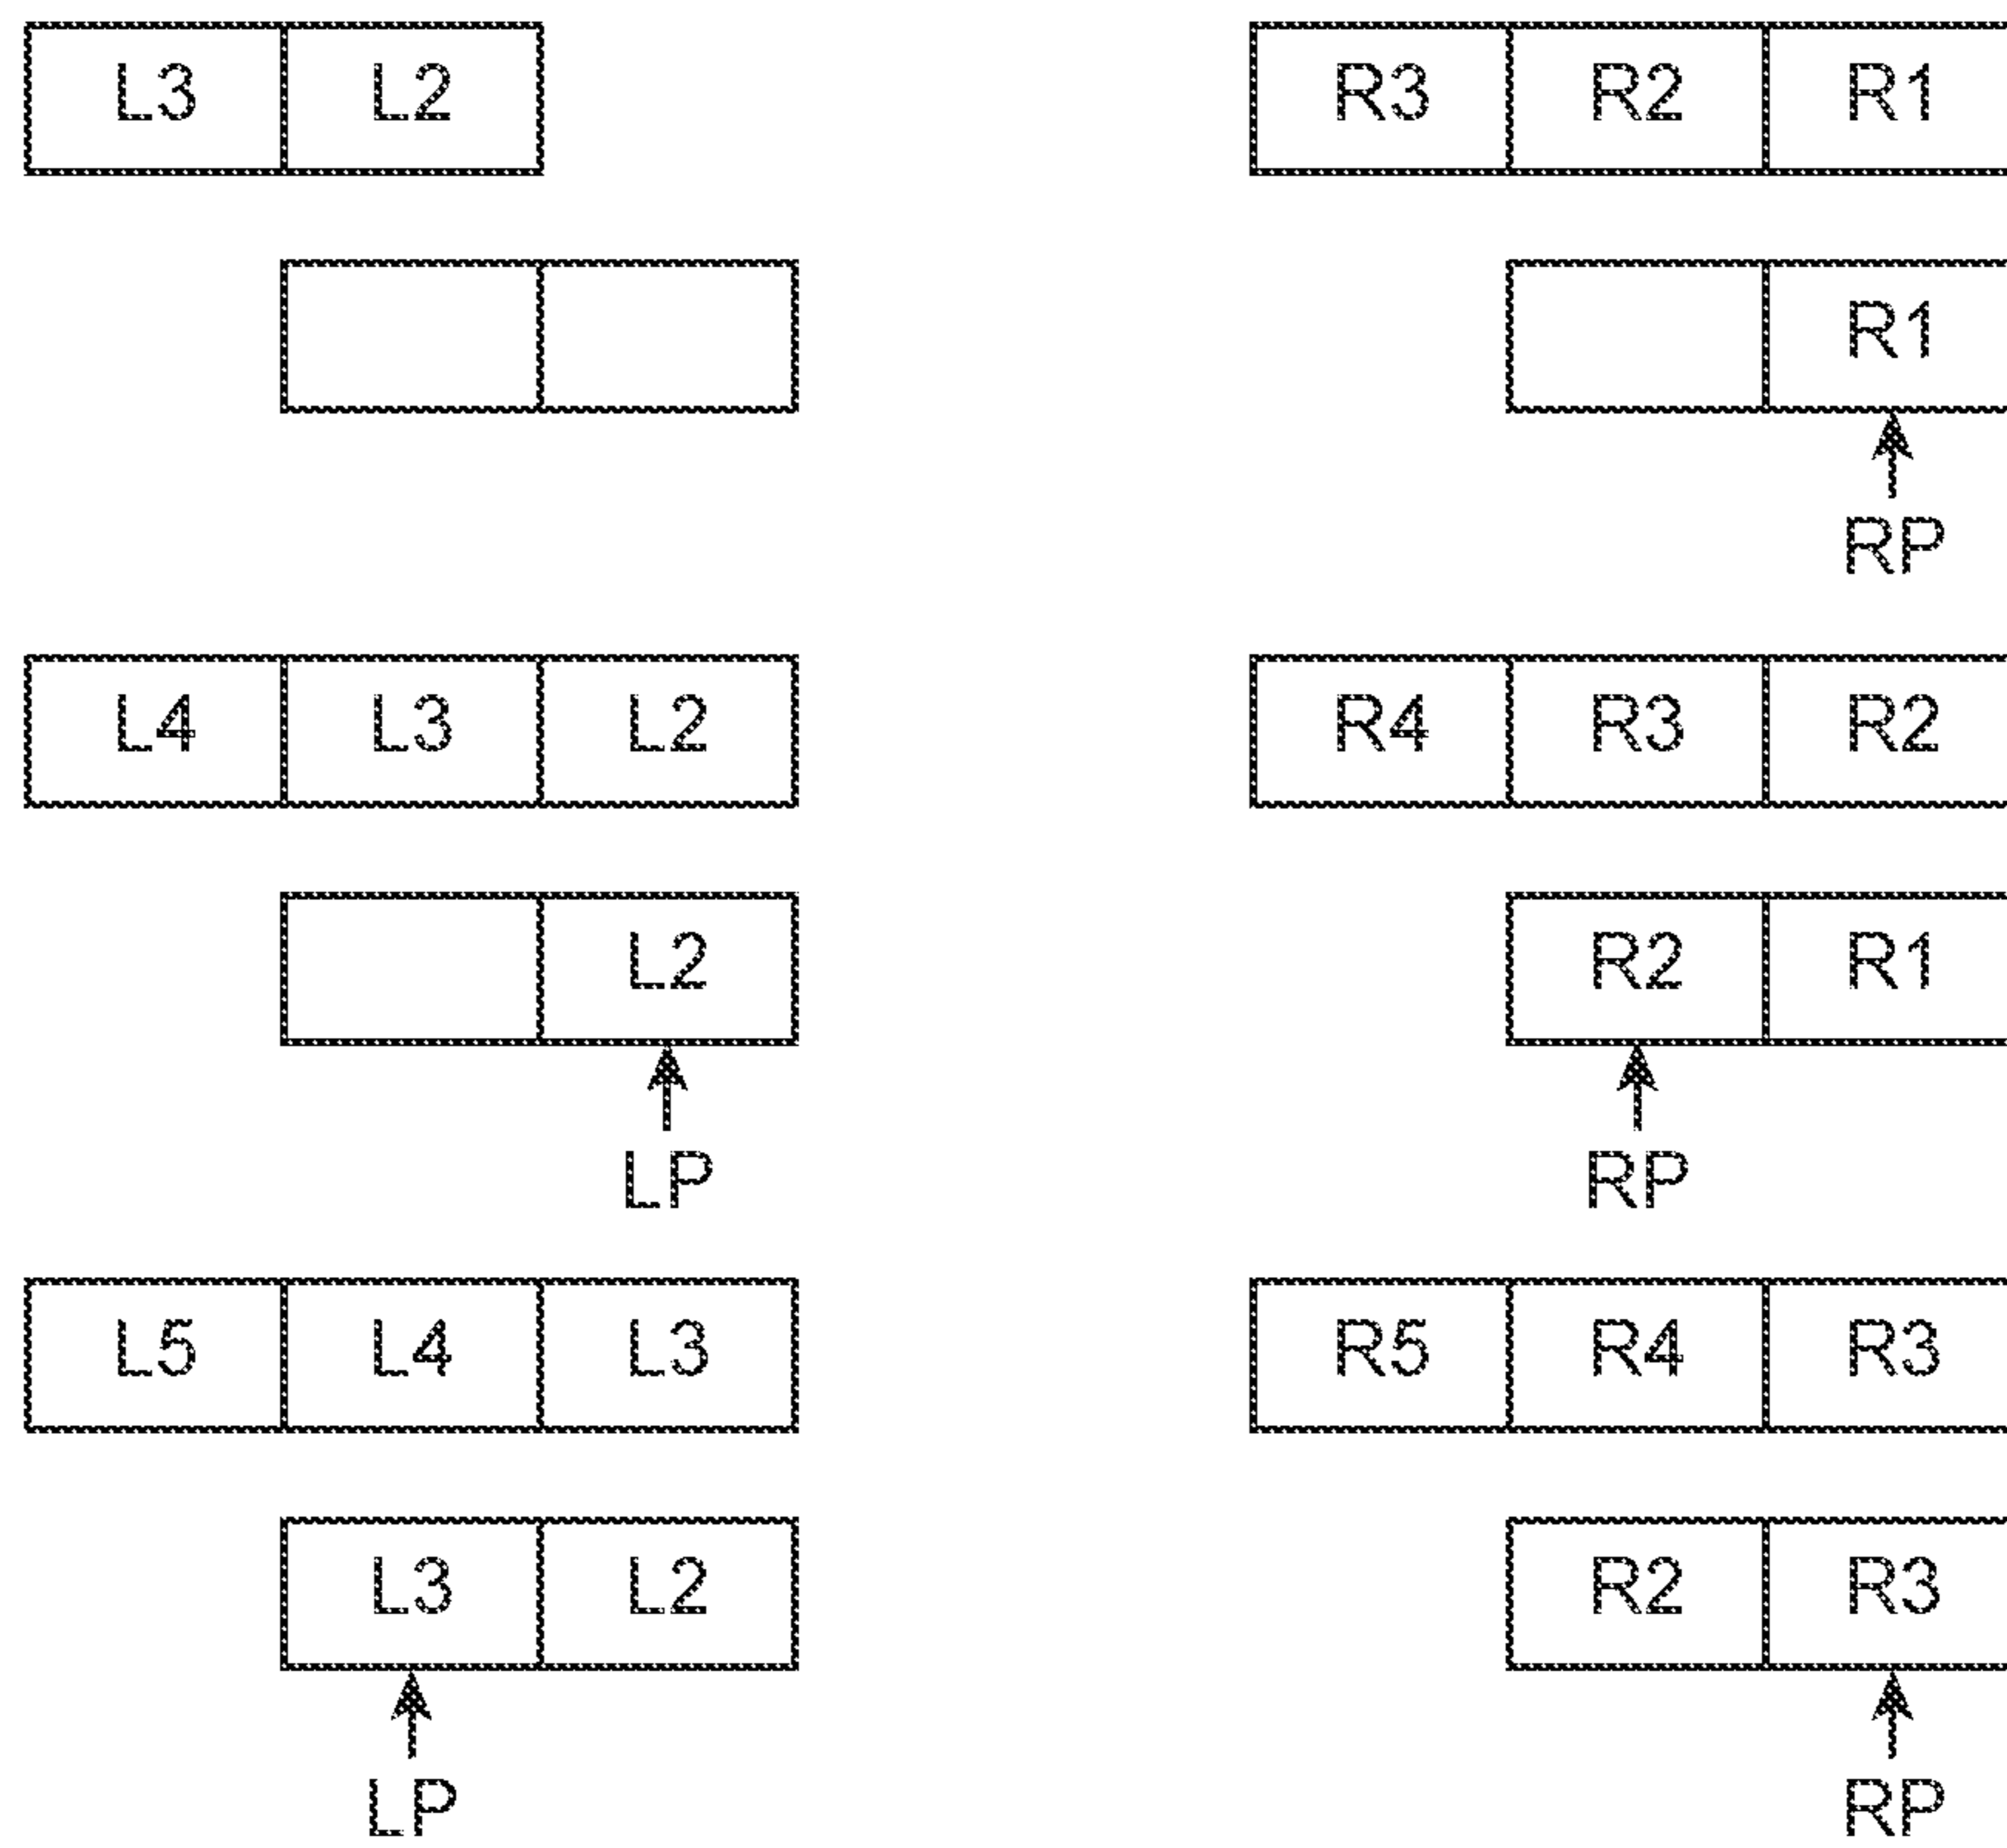 L3 L2 R3 R2 R1
R1
RP
L4 L3 L2 R4 R3 R2
L2 R2 R1
LP RP
L5 L4 L3 R5 R4 R3
L3 L2 R2 R3
LP RP